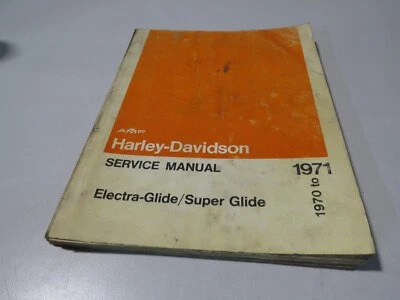 AMF
Harley-Davidson
SERVICE MANUAL
1970 to 1971
Electra-Glide/Super Glide